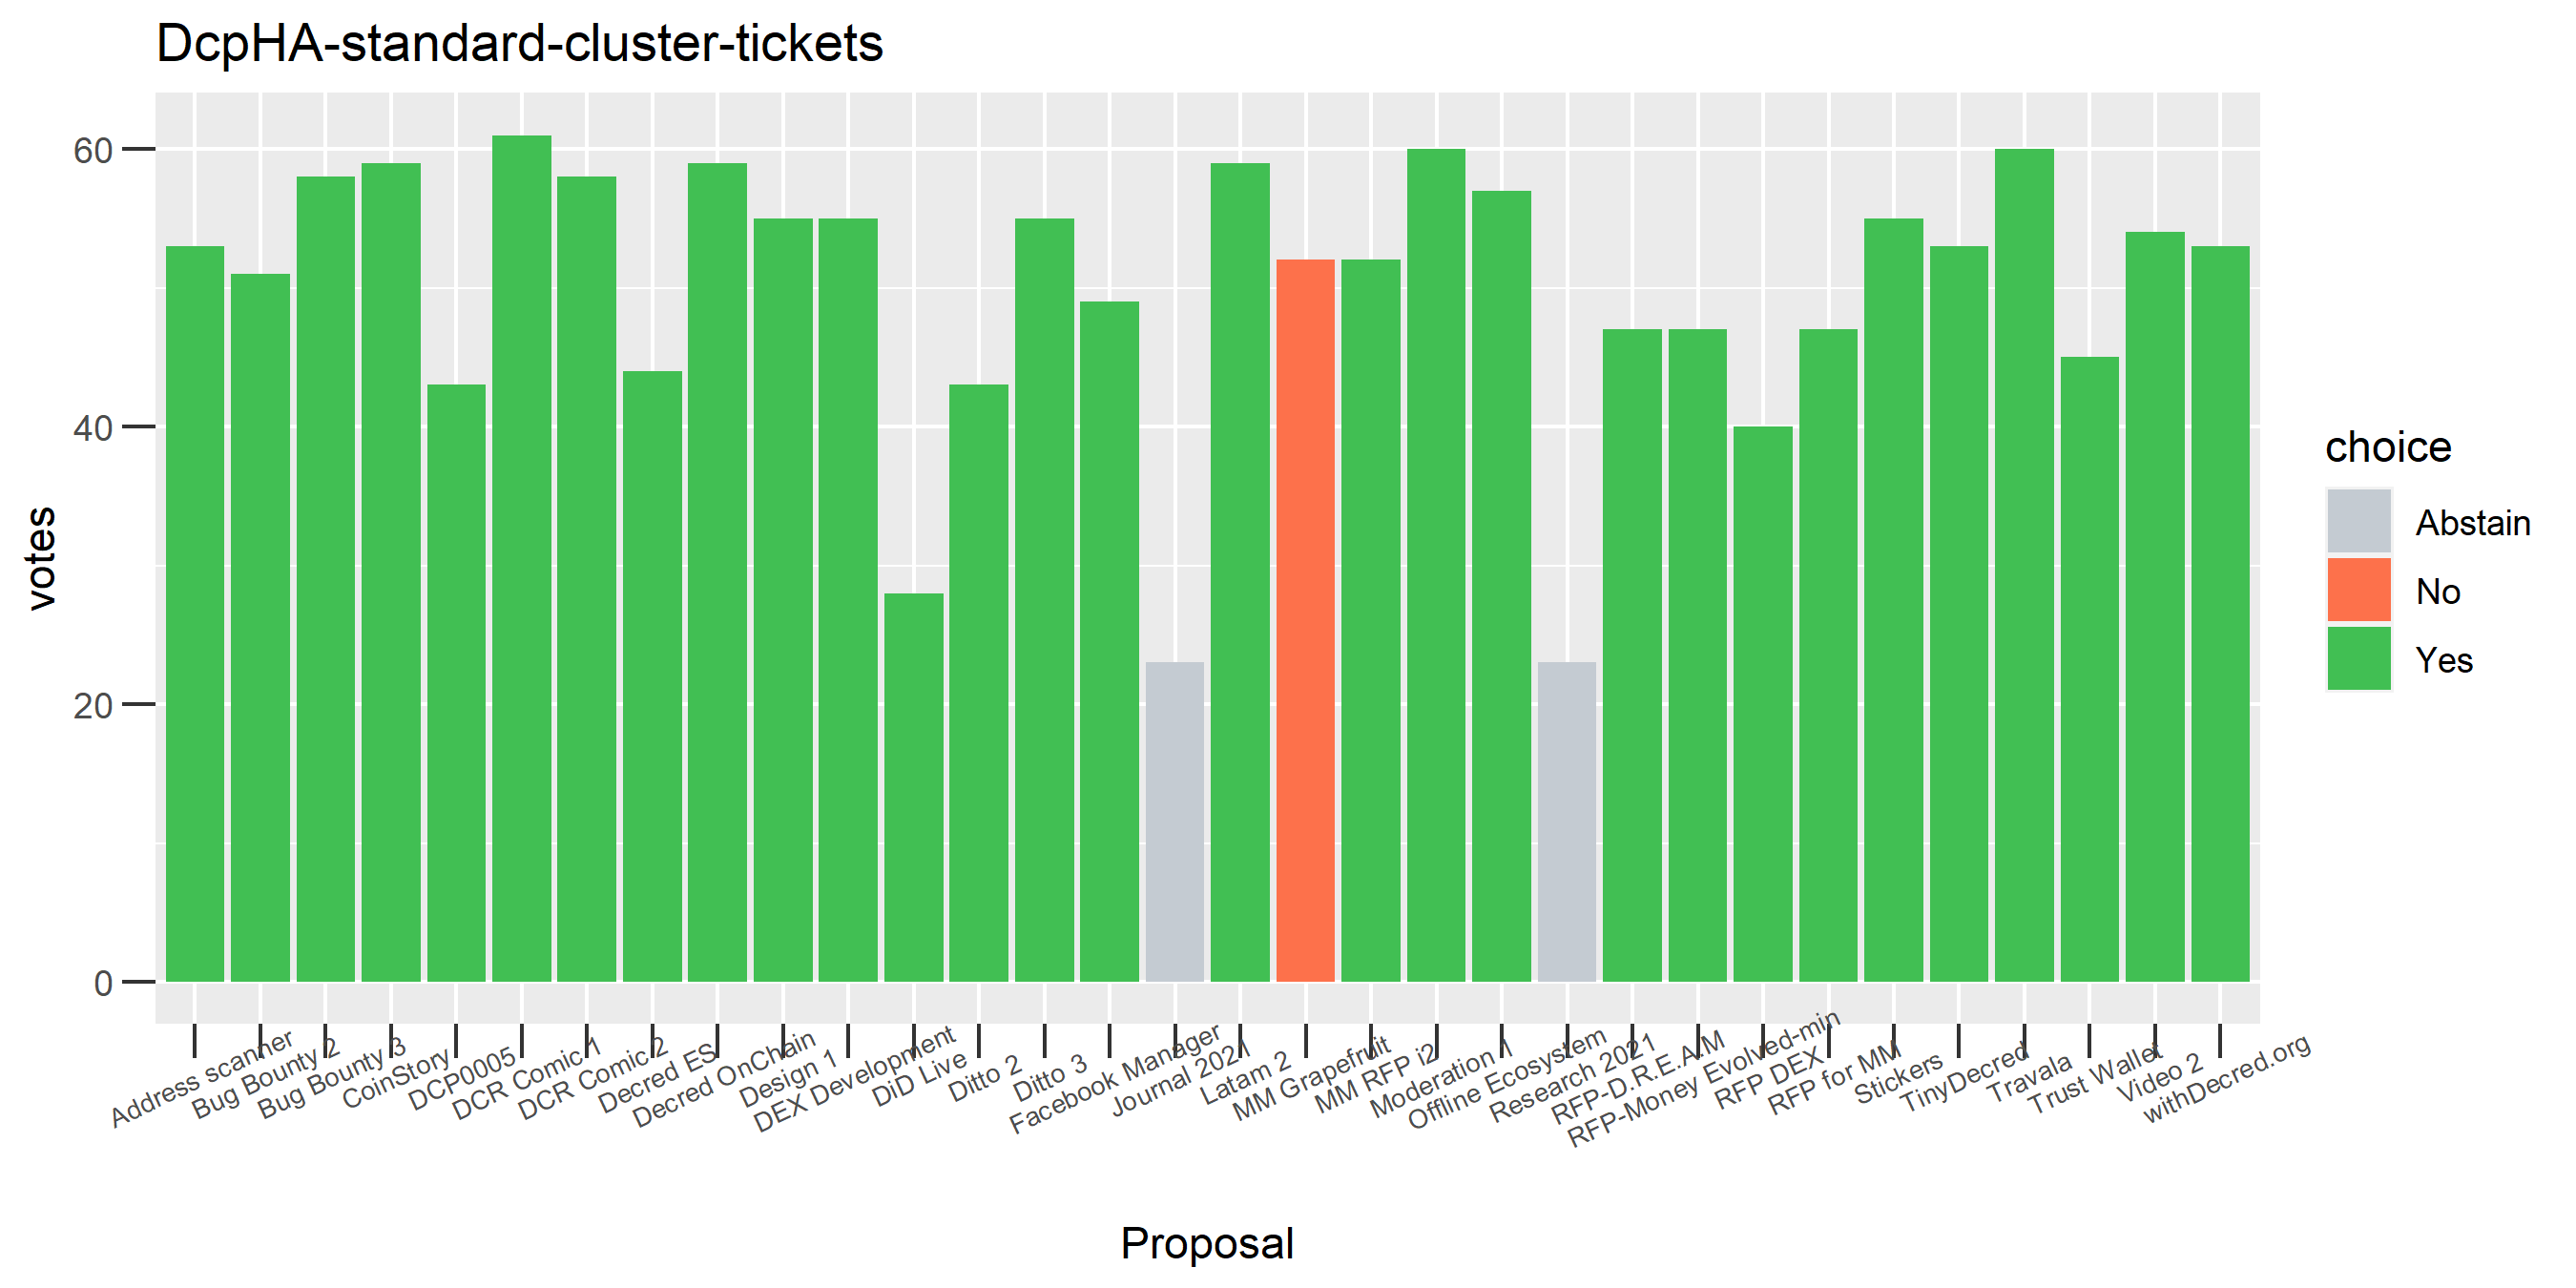 DcpHA-standard-cluster-tickets
votes
60
40
20
0
Address scanner
Bug Bounty 2
Bug Bounty 3
CoinStory
DCP0005
DCR Comic 1
DCR Comic 2
Decred ES
Decred OnChain
Design 1
DEX Development
DiD Live
Ditto 2
Ditto 3
Facebook Manager
Journal 2021
Latam 2
MM Grapefruit
MM RFP i2
Moderation 1
Offline Ecosystem
Research 2021
RFP-D.R.E.A.M
RFP-Money Evolved-min
RFP DEX
RFP for MM
Stickers
TinyDecred
Travala
Trust Wallet
Video 2
withDecred.org
Proposal
choice
Abstain
No
Yes